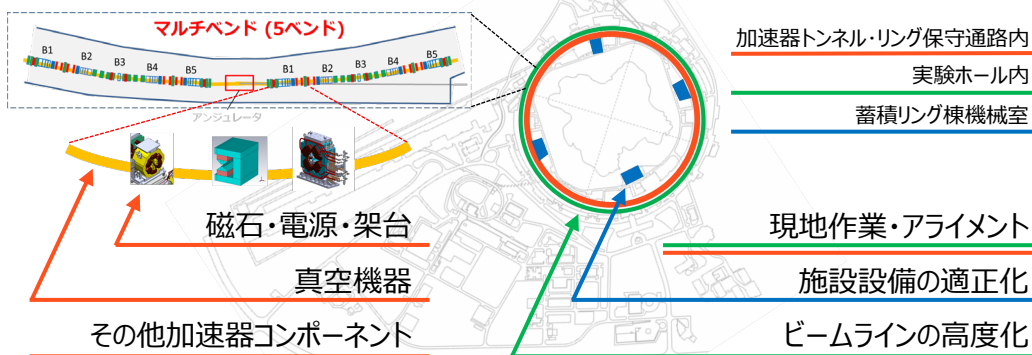 マルチベンド (5ベンド)
B1 B2 B3 B4 B5 B1 B2 B3 B4 B5
アンジュレータ
加速器トンネル・リング保守通路内
実験ホール内
蓄積リング棟機械室
磁石・電源・架台
真空機器
その他加速器コンポーネント
現地作業・アライメント
施設設備の適正化
ビームラインの高度化